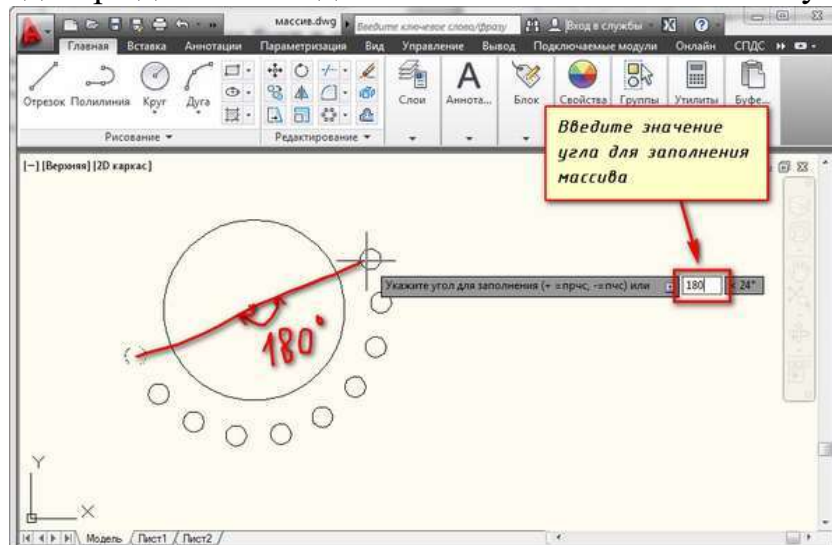 массив.dwg
Введите ключевое слово/фразу
Вход в службы
Главная Вставка Аннотации Параметризация Вид Управление Вывод Подключаемые модули Онлайн СПДС
Отрезок Полилиния Круг Дуга Слои Аннота... Блок Свойства Группы Утилиты Буфе...
Рисование Редактирование
Введите значение
угла для заполнения
массива
[−] [Верхняя] [2D каркас]
Укажите угол для заполнения (+ =прчс, -=пчс) или 180 < 24°
180°
Y
X
Модель Лист1 Лист2